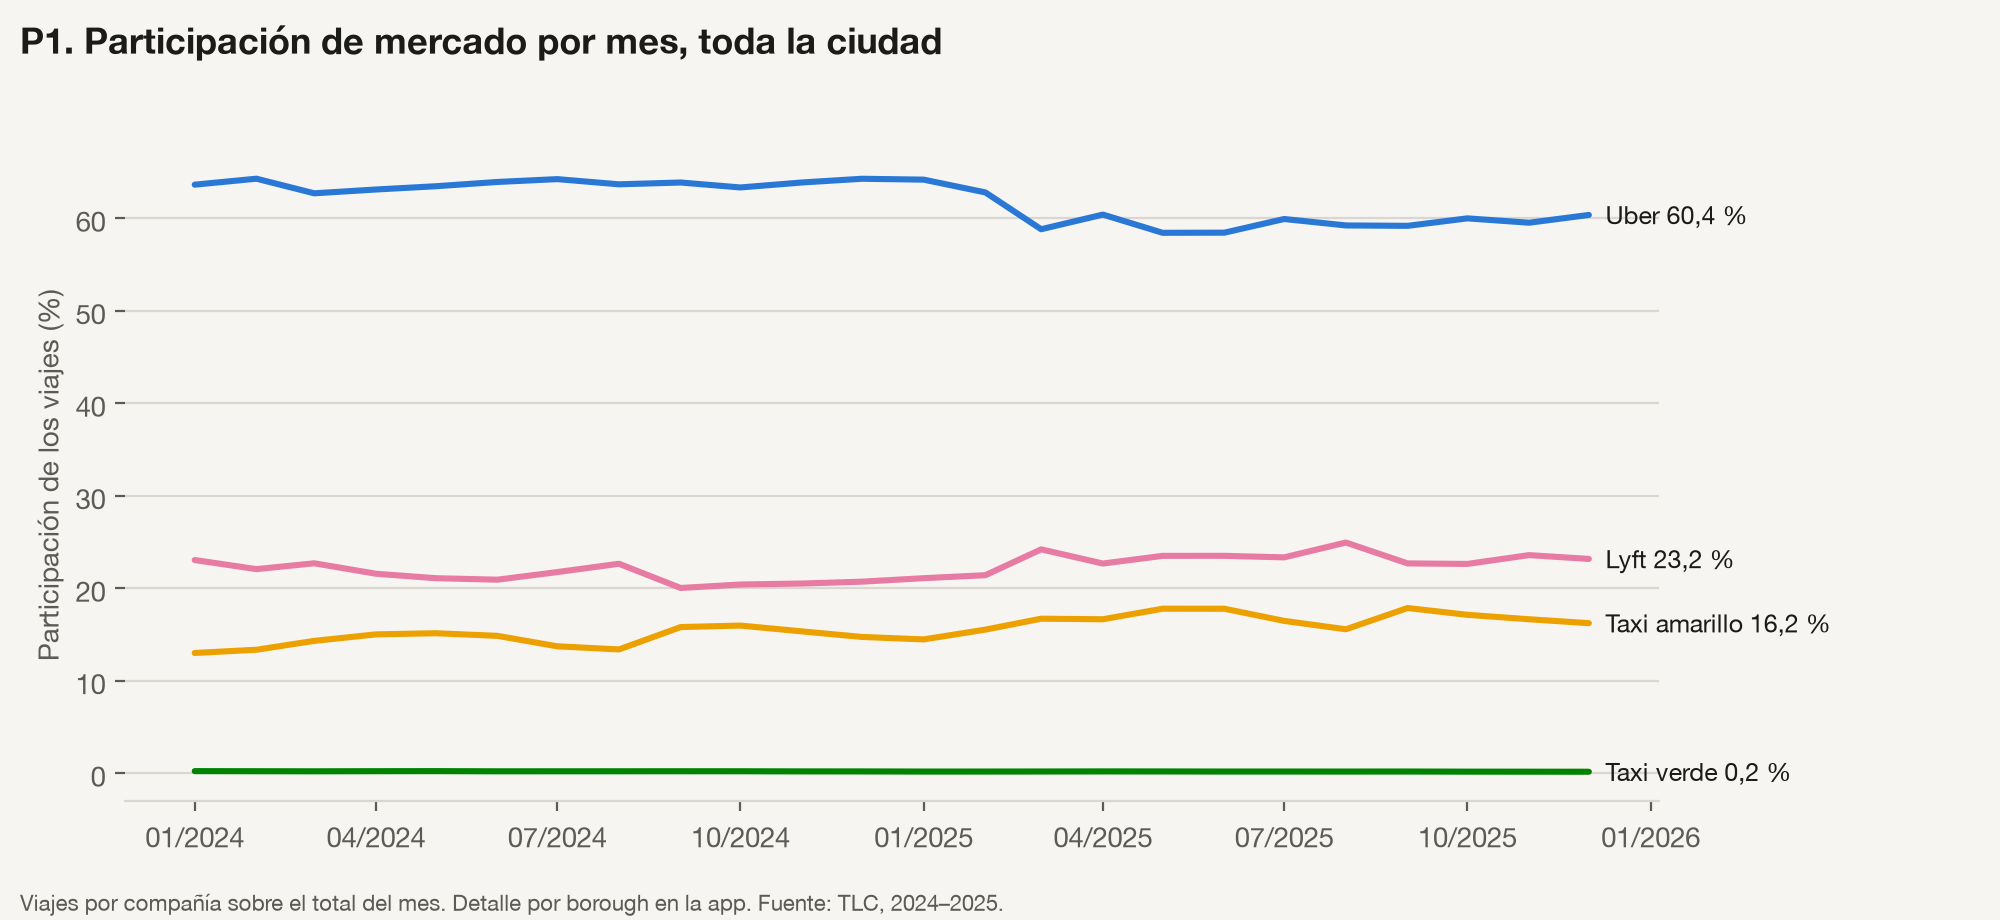 P1. Participación de mercado por mes, toda la ciudad
Participación de los viajes (%)
60
50
40
30
20
10
0
Uber 60,4 %
Lyft 23,2 %
Taxi amarillo 16,2 %
Taxi verde 0,2 %
01/2024 04/2024 07/2024 10/2024 01/2025 04/2025 07/2025 10/2025 01/2026
Viajes por compañía sobre el total del mes. Detalle por borough en la app. Fuente: TLC, 2024–2025.